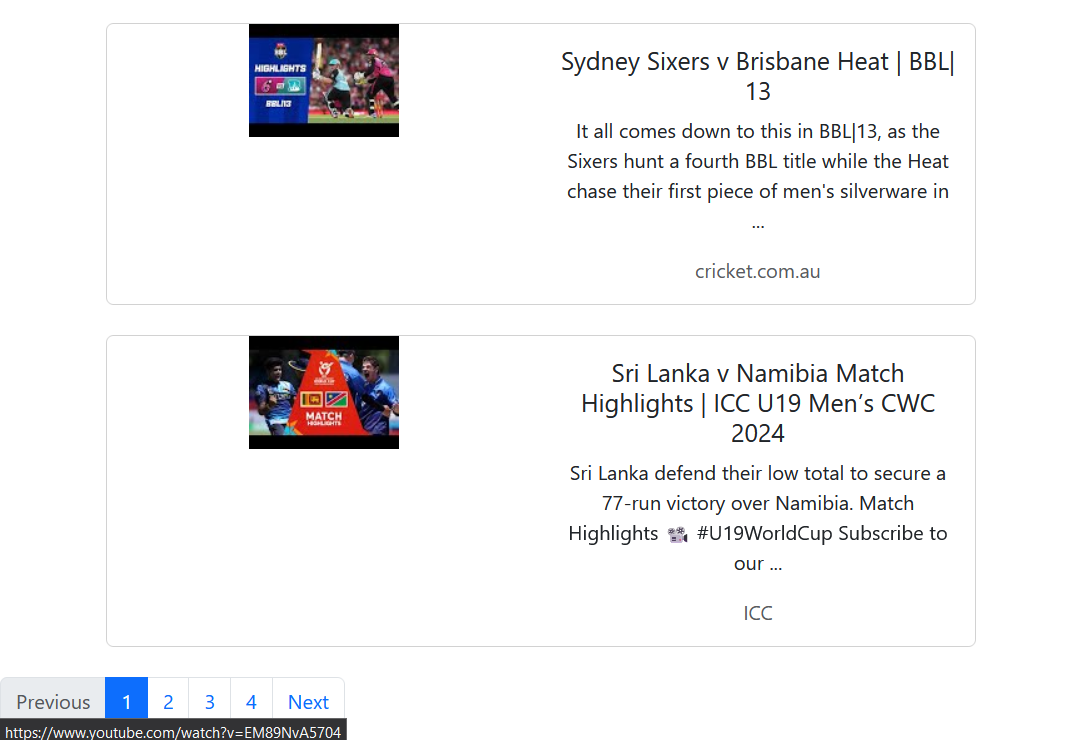 HIGHLIGHTS
BBL|13
Sydney Sixers v Brisbane Heat | BBL|
13
It all comes down to this in BBL|13, as the
Sixers hunt a fourth BBL title while the Heat
chase their first piece of men's silverware in
...
cricket.com.au
MATCH
HIGHLIGHTS
Sri Lanka v Namibia Match
Highlights | ICC U19 Men’s CWC
2024
Sri Lanka defend their low total to secure a
77-run victory over Namibia. Match
Highlights 📽 #U19WorldCup Subscribe to
our ...
ICC
Previous 1 2 3 4 Next
https://www.youtube.com/watch?v=EM89NvA5704